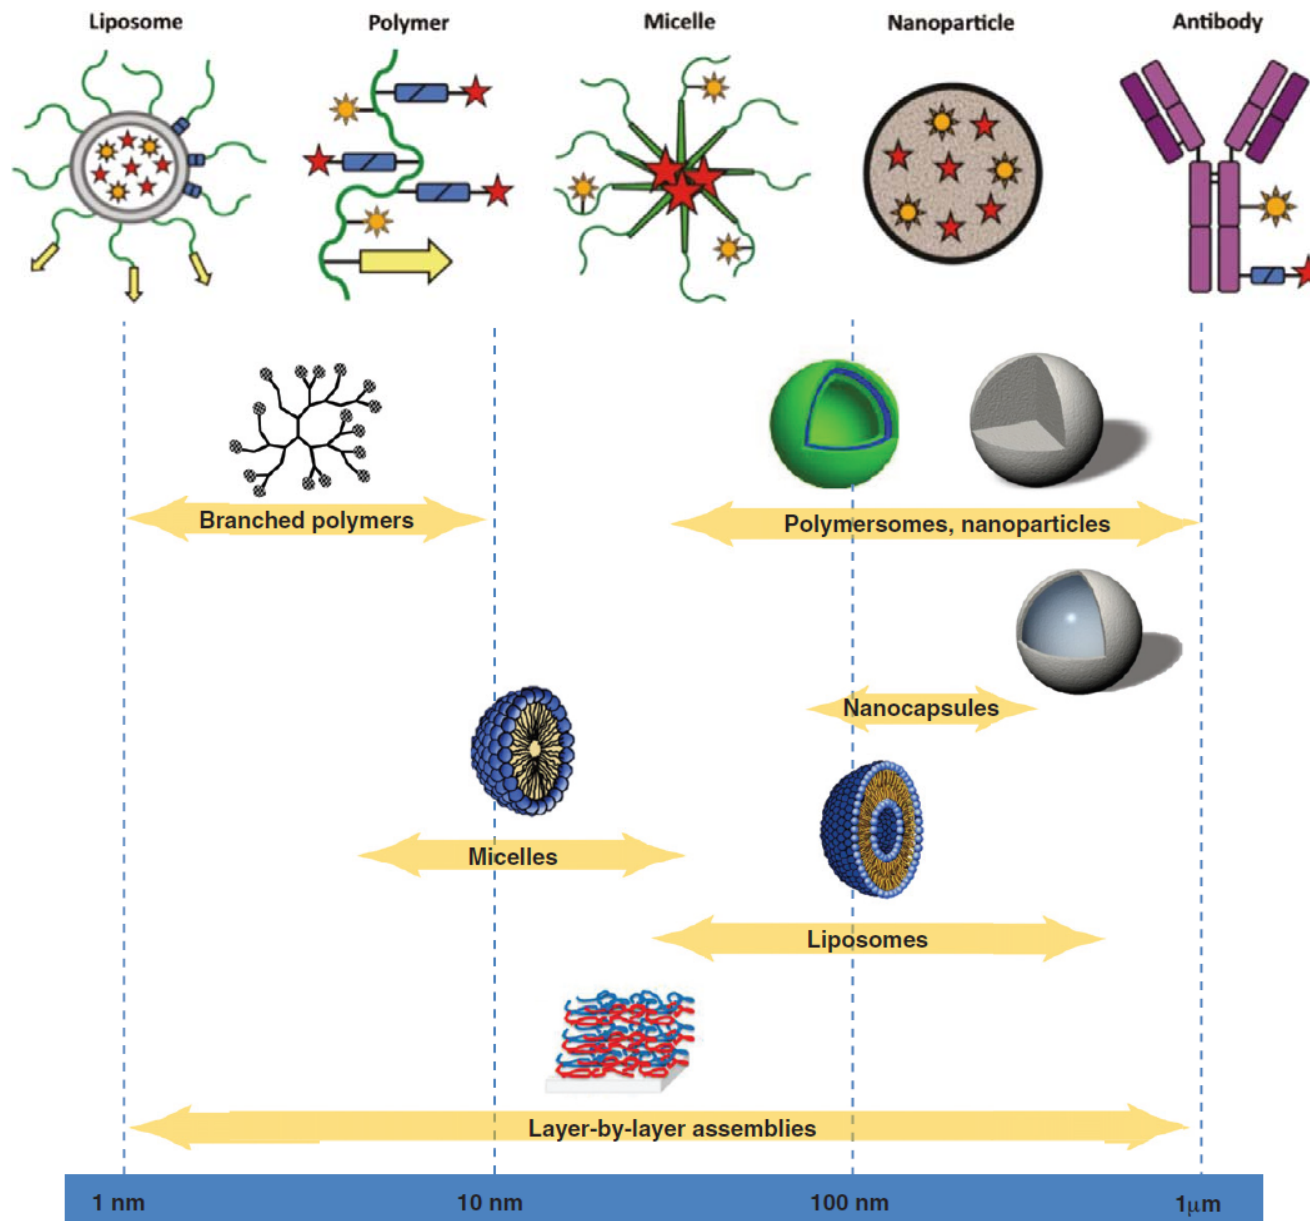 Liposome
Polymer
Micelle
Nanoparticle
Antibody
Branched polymers
Polymersomes, nanoparticles
Nanocapsules
Micelles
Liposomes
Layer-by-layer assemblies
1 nm
10 nm
100 nm
1μm